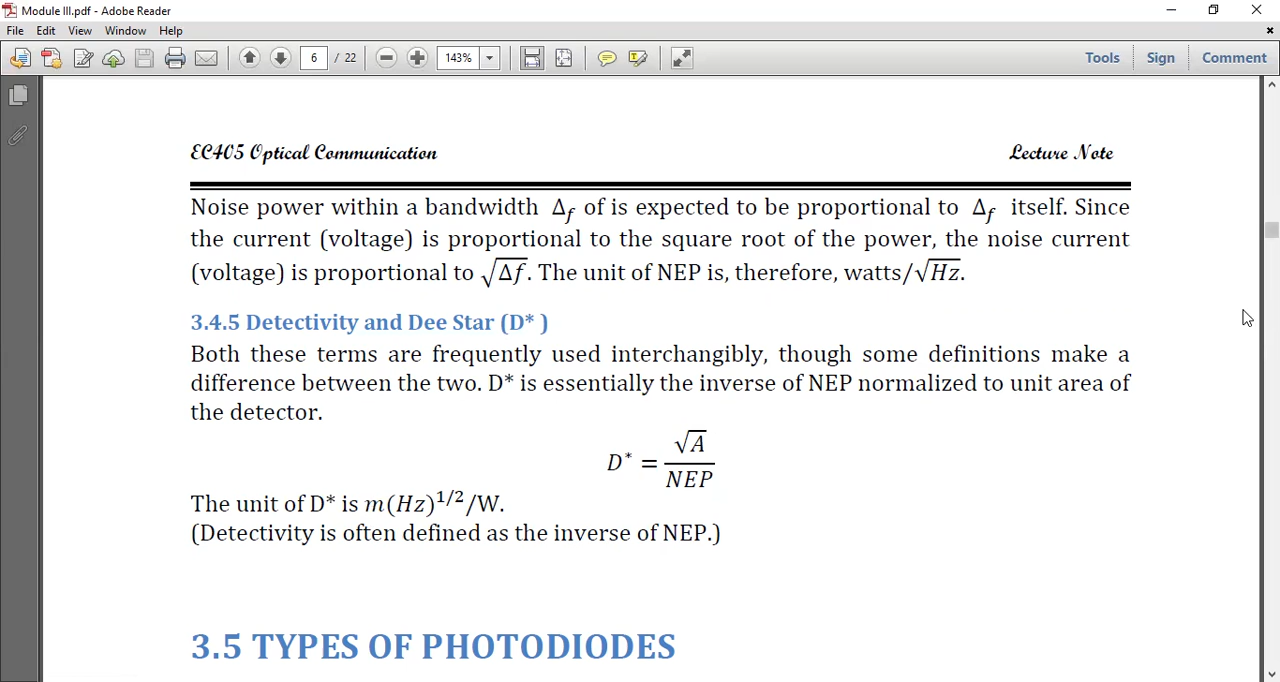 Module III.pdf - Adobe Reader
File Edit View Window Help
6 / 22 143% Tools Sign Comment
EC405 Optical Communication Lecture Note
Noise power within a bandwidth Δf of is expected to be proportional to Δf itself. Since
the current (voltage) is proportional to the square root of the power, the noise current
(voltage) is proportional to √Δf. The unit of NEP is, therefore, watts/√Hz.
3.4.5 Detectivity and Dee Star (D* )
Both these terms are frequently used interchangibly, though some definitions make a
difference between the two. D* is essentially the inverse of NEP normalized to unit area of
the detector.
D* = √A / NEP
The unit of D* is m(Hz)^1/2/W.
(Detectivity is often defined as the inverse of NEP.)
3.5 TYPES OF PHOTODIODES